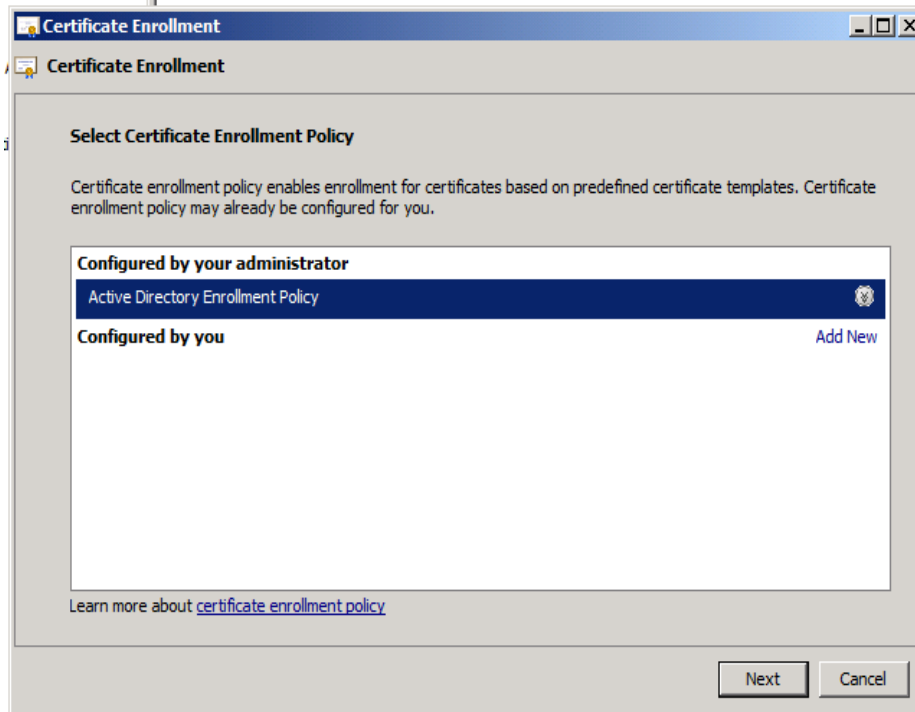 Certificate Enrollment
Certificate Enrollment
Select Certificate Enrollment Policy
Certificate enrollment policy enables enrollment for certificates based on predefined certificate templates. Certificate
enrollment policy may already be configured for you.
Configured by your administrator
Active Directory Enrollment Policy
Configured by you
Add New
Learn more about certificate enrollment policy
Next
Cancel